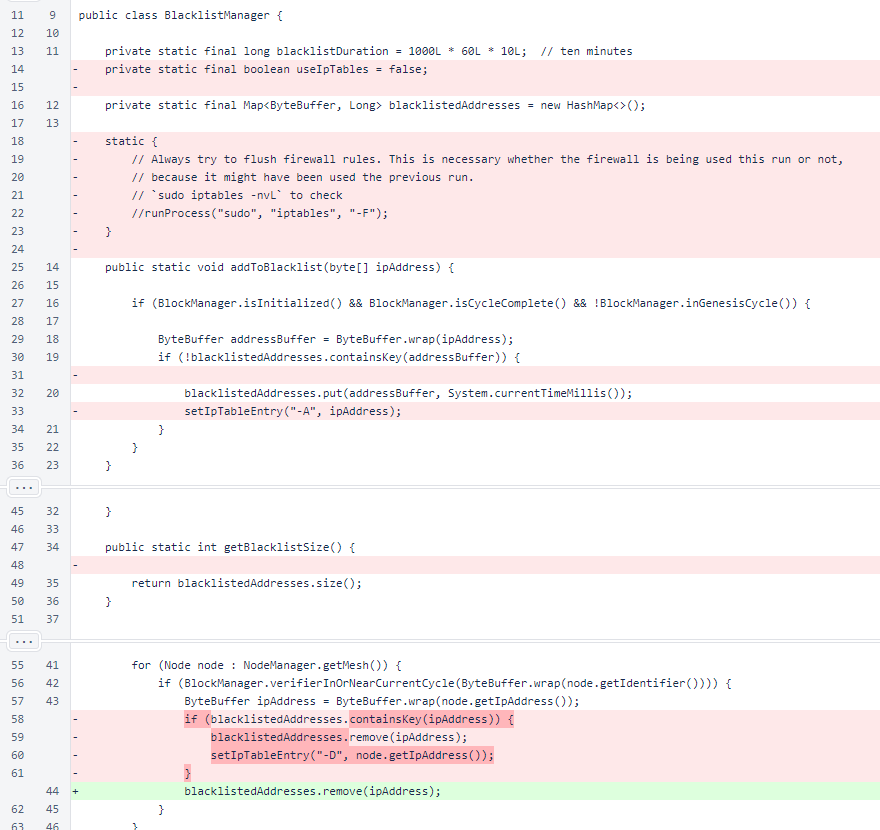 11 9 public class BlacklistManager {
12 10
13 11 private static final long blacklistDuration = 1000L * 60L * 10L;  // ten minutes
14 - private static final boolean useIpTables = false;
15 -
16 12 private static final Map<ByteBuffer, Long> blacklistedAddresses = new HashMap<>();
17 13
18 - static {
19 - // Always try to flush firewall rules. This is necessary whether the firewall is being used this run or not,
20 - // because it might have been used the previous run.
21 - // `sudo iptables -nvL` to check
22 - //runProcess("sudo", "iptables", "-F");
23 - }
24 -
25 14 public static void addToBlacklist(byte[] ipAddress) {
26 15
27 16 if (BlockManager.isInitialized() && BlockManager.isCycleComplete() && !BlockManager.inGenesisCycle()) {
28 17
29 18 ByteBuffer addressBuffer = ByteBuffer.wrap(ipAddress);
30 19 if (!blacklistedAddresses.containsKey(addressBuffer)) {
31 -
32 20 blacklistedAddresses.put(addressBuffer, System.currentTimeMillis());
33 - setIpTableEntry("-A", ipAddress);
34 21 }
35 22 }
36 23 }
...
45 32 }
46 33
47 34 public static int getBlacklistSize() {
48 -
49 35 return blacklistedAddresses.size();
50 36 }
51 37
...
55 41 for (Node node : NodeManager.getMesh()) {
56 42 if (BlockManager.verifierInOrNearCurrentCycle(ByteBuffer.wrap(node.getIdentifier()))) {
57 43 ByteBuffer ipAddress = ByteBuffer.wrap(node.getIpAddress());
58 - if (blacklistedAddresses.containsKey(ipAddress)) {
59 - blacklistedAddresses.remove(ipAddress);
60 - setIpTableEntry("-D", node.getIpAddress());
61 - }
44 + blacklistedAddresses.remove(ipAddress);
62 45 }
63 46 }